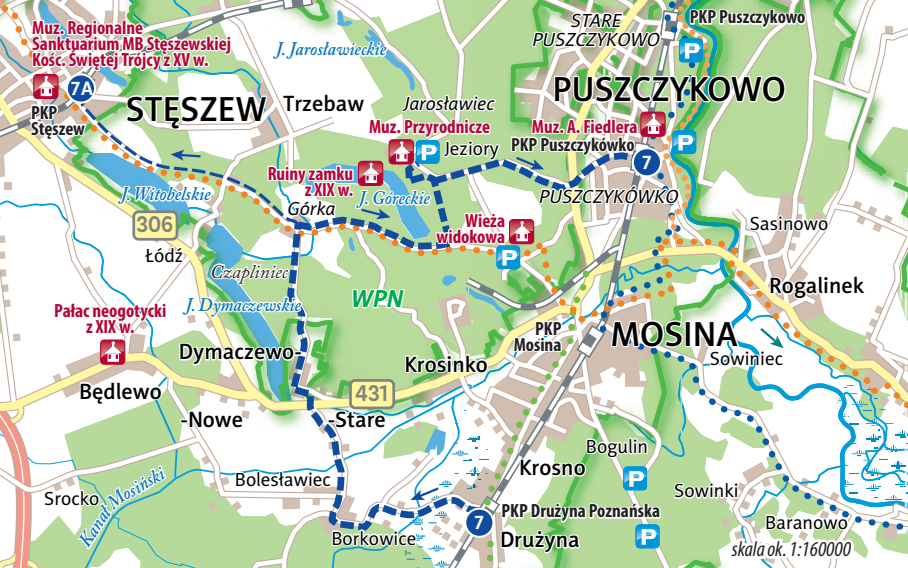 Muz. Regionalne
Sanktuarium MB Stęszewskiej
Kośc. Świętej Trójcy z XV w.
7A
PKP
Stęszew
STĘSZEW
J. Jarosławieckie
Trzebaw
Jarosławiec
STARE
PUSZCZYKOWO
PKP Puszczykowo
P
PUSZCZYKOWO
Muz. Przyrodnicze
P
Jeziory
Muz. A. Fiedlera
PKP Puszczykówko
P
7
Ruiny zamku
z XIX w.
J. Góreckie
PUSZCZYKÓWKO
J. Witobelskie
Górka
306
Łódź
Wieża
widokowa
P
Sasinowo
Czapliniec
J. Dymaczewskie
WPN
Rogalinek
Pałac neogotycki
z XIX w.
PKP
Mosina
MOSINA
Sowiniec
Dymaczewo-
Krosinko
Będlewo
431
-Nowe
-Stare
Bogulin
Bolesławiec
Krosno
P
Sowinki
Srocko
Kanał Mosiński
7
PKP Drużyna Poznańska
Borkowice
Drużyna
P
Baranowo
skala ok. 1:160000